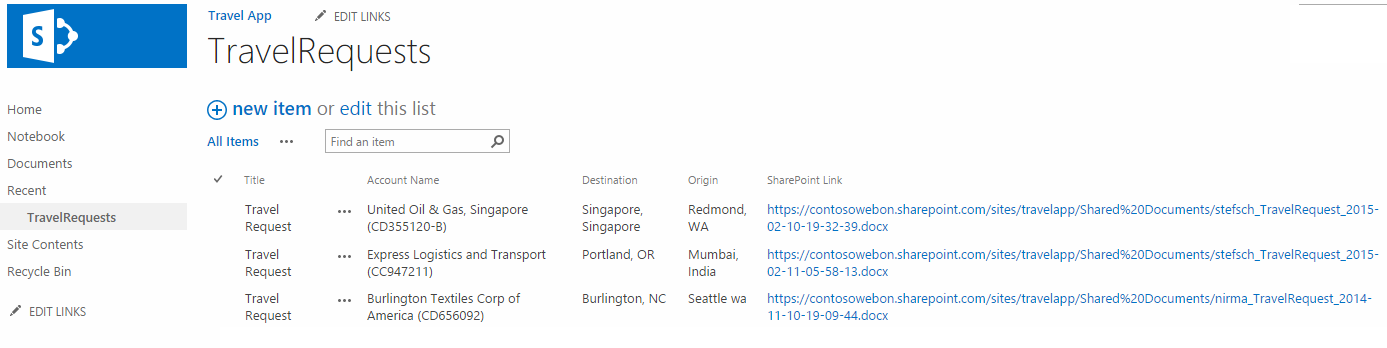 S
Travel App EDIT LINKS
TravelRequests
Home
Notebook
Documents
Recent
TravelRequests
Site Contents
Recycle Bin
EDIT LINKS
new item or edit this list
All Items ••• Find an item
Title Account Name Destination Origin SharePoint Link
Travel ••• United Oil & Gas, Singapore Singapore, Redmond, https://contosowebon.sharepoint.com/sites/travelapp/Shared%20Documents/stefsch_TravelRequest_2015-
Request (CD355120-B) Singapore WA 02-10-19-32-39.docx
Travel ••• Express Logistics and Transport Portland, OR Mumbai, https://contosowebon.sharepoint.com/sites/travelapp/Shared%20Documents/stefsch_TravelRequest_2015-
Request (CC947211) India 02-11-05-58-13.docx
Travel ••• Burlington Textiles Corp of Burlington, NC Seattle wa https://contosowebon.sharepoint.com/sites/travelapp/Shared%20Documents/nirma_TravelRequest_2014-
Request America (CD656092) 11-10-19-09-44.docx